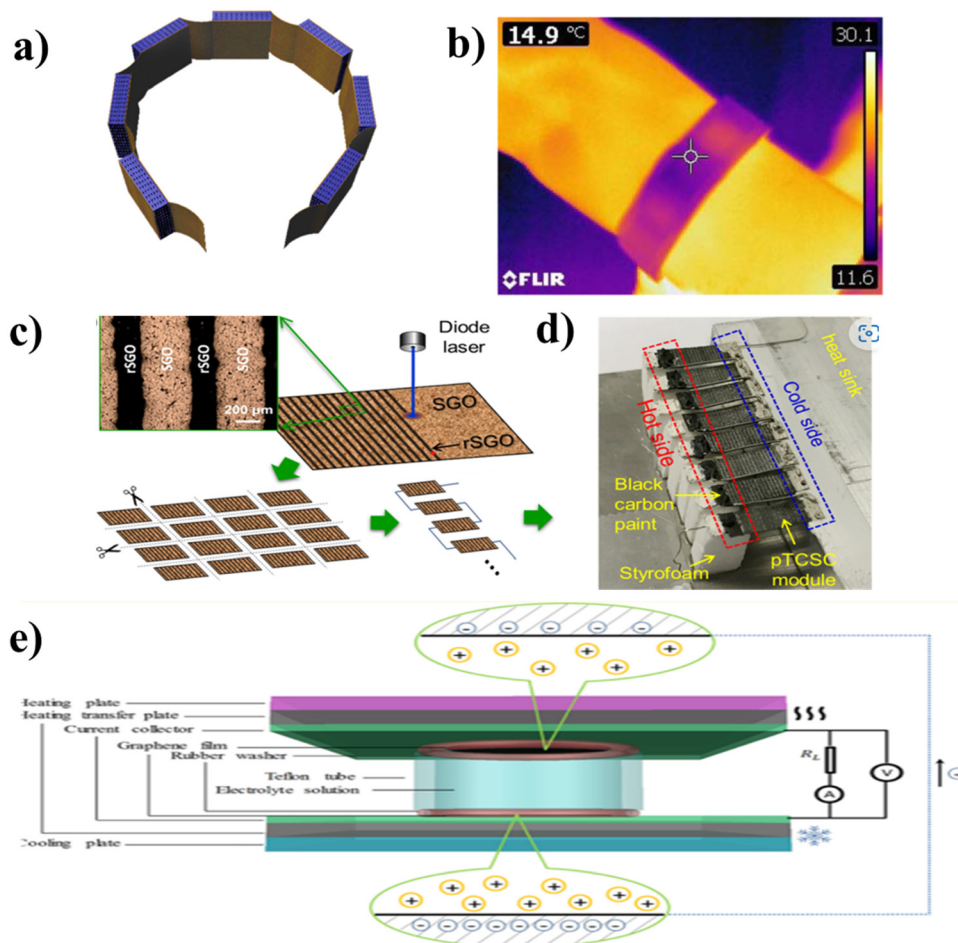 a)
b)
14.9 °C
30.1
FLIR
11.6
c)
rSGO
SGO
rSGO
SGO
200 µm
Diode
laser
SGO
rSGO
d)
heat sink
Hot side
Cold side
Black
carbon
paint
Styrofoam
pTCSC
module
e)
Heating plate
Heating transfer plate
Current collector
Graphene film
Rubber washer
Teflon tube
Electrolyte solution
Cooling plate
RL
A
V